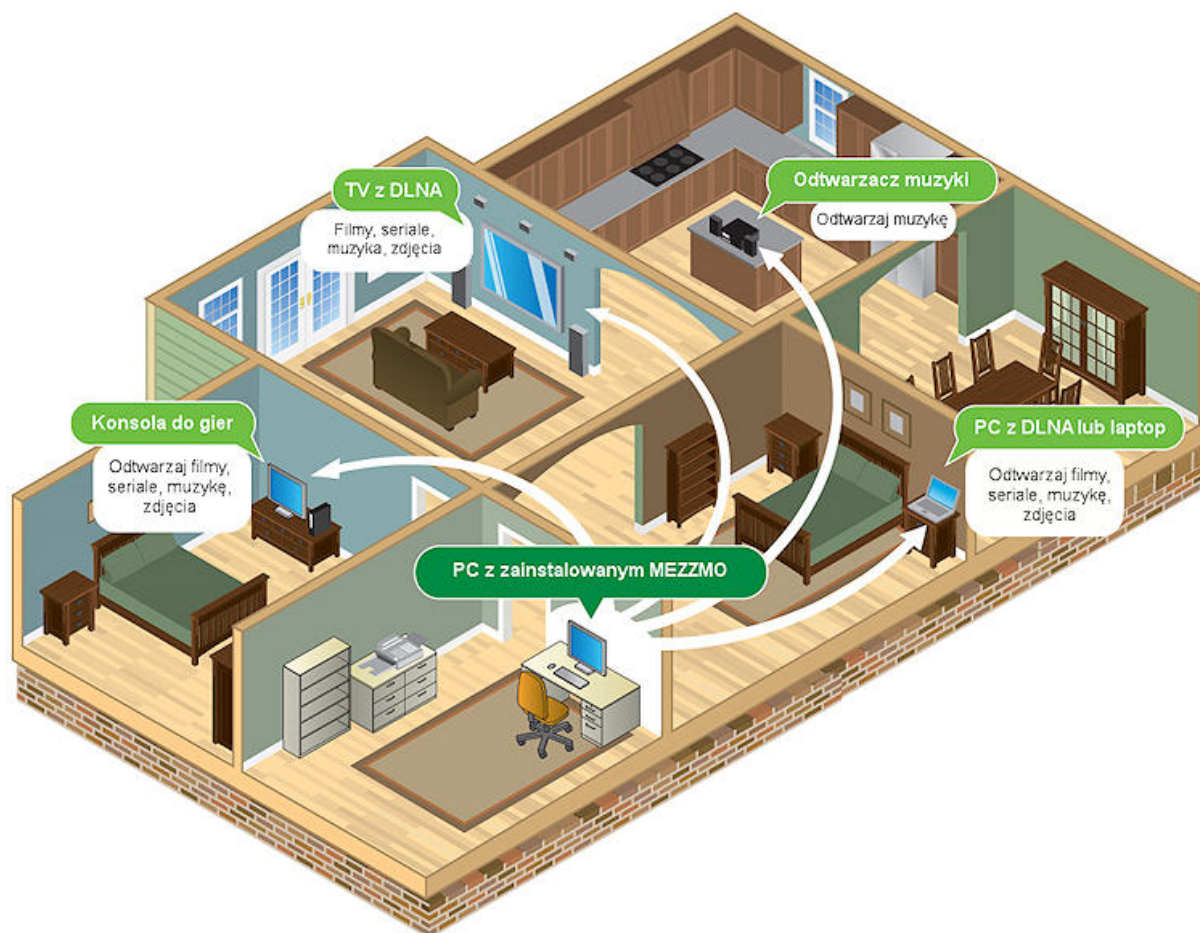 TV z DLNA
Filmy, seriale,
muzyka, zdjęcia
Odtwarzacz muzyki
Odtwarzaj muzykę
Konsola do gier
Odtwarzaj filmy,
seriale, muzykę,
zdjęcia
PC z DLNA lub laptop
Odtwarzaj filmy,
seriale, muzykę,
zdjęcia
PC z zainstalowanym MEZZMO